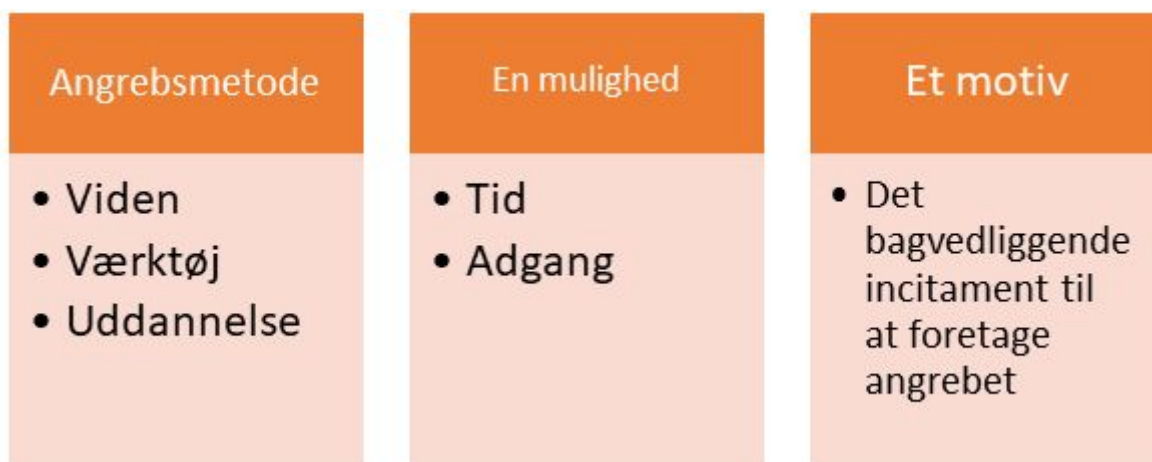 Angrebsmetode
• Viden
• Værktøj
• Uddannelse
En mulighed
• Tid
• Adgang
Et motiv
• Det
bagvedliggende
incitament til
at foretage
angrebet